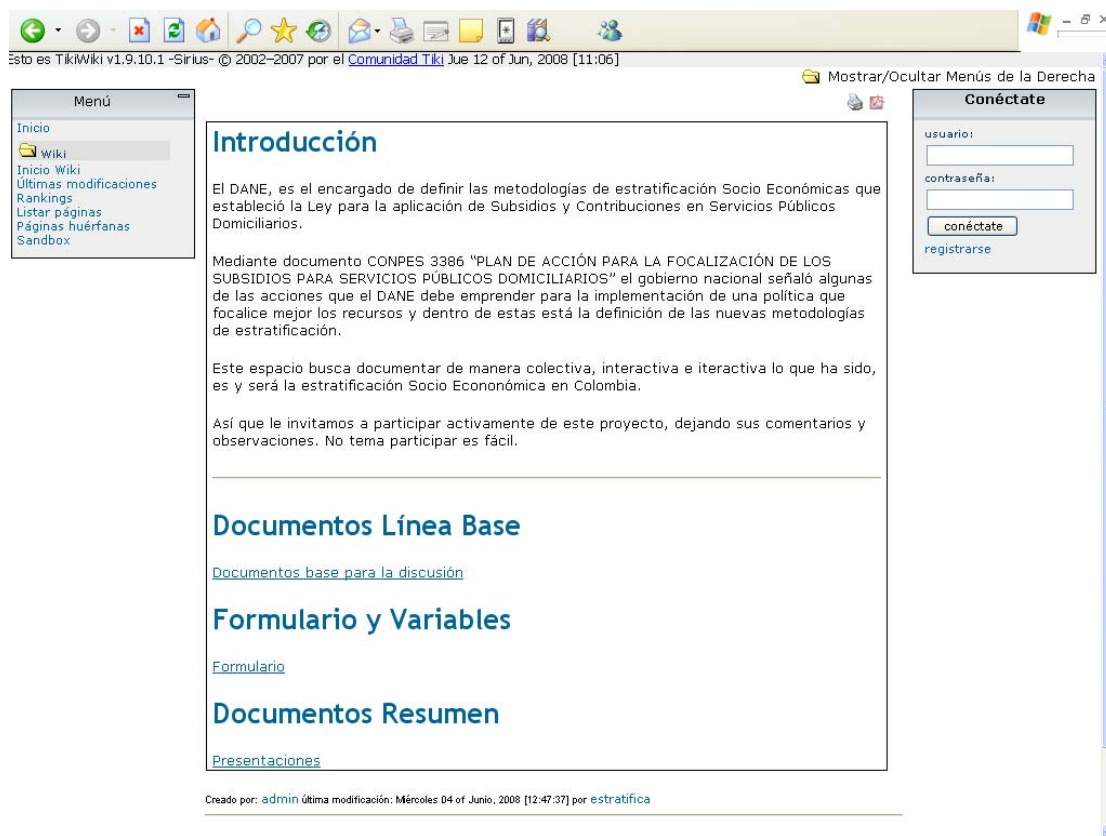 Esto es TikiWiki v1.9.10.1 -Sirius- © 2002–2007 por el Comunidad Tiki Jue 12 of Jun, 2008 [11:06]
Mostrar/Ocultar Menús de la Derecha
Menú
Inicio
Wiki
Inicio Wiki
Últimas modificaciones
Rankings
Listar páginas
Páginas huérfanas
Sandbox
Introducción
El DANE, es el encargado de definir las metodologías de estratificación Socio Económicas que
estableció la Ley para la aplicación de Subsidios y Contribuciones en Servicios Públicos
Domiciliarios.
Mediante documento CONPES 3386 “PLAN DE ACCIÓN PARA LA FOCALIZACIÓN DE LOS
SUBSIDIOS PARA SERVICIOS PÚBLICOS DOMICILIARIOS” el gobierno nacional señaló algunas
de las acciones que el DANE debe emprender para la implementación de una política que
focalice mejor los recursos y dentro de estas está la definición de las nuevas metodologías
de estratificación.
Este espacio busca documentar de manera colectiva, interactiva e iteractiva lo que ha sido,
es y será la estratificación Socio Econonómica en Colombia.
Así que le invitamos a participar activamente de este proyecto, dejando sus comentarios y
observaciones. No tema participar es fácil.
Documentos Línea Base
Documentos base para la discusión
Formulario y Variables
Formulario
Documentos Resumen
Presentaciones
Creado por: admin última modificación: Miércoles 04 of Junio, 2008 [12:47:37] por estratifica
Conéctate
usuario:
contraseña:
conéctate
registrarse